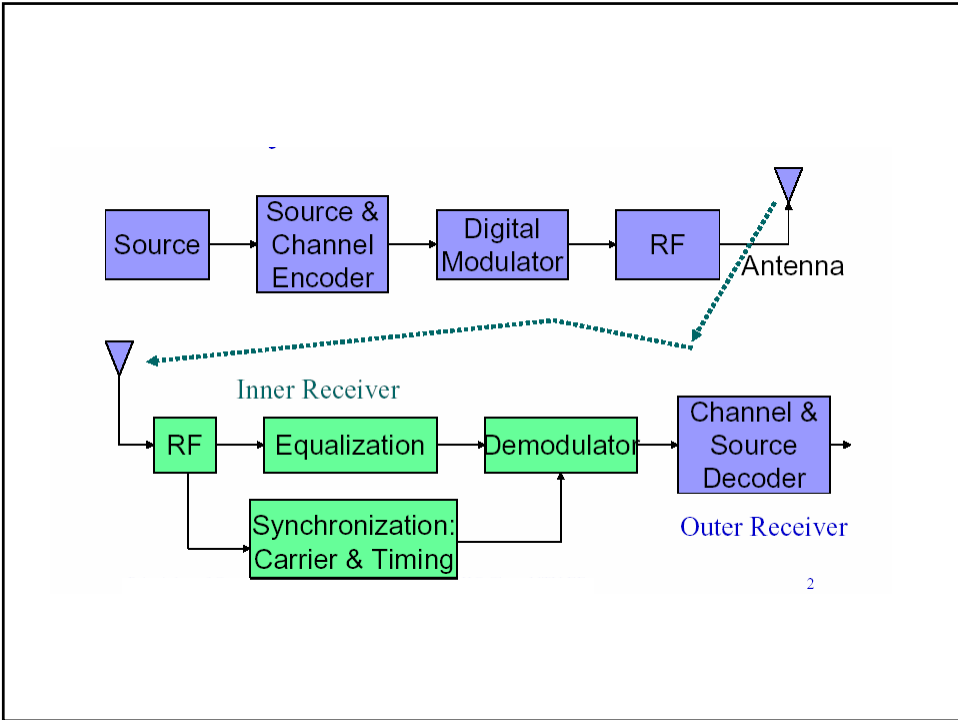 Source
Source &
Channel
Encoder
Digital
Modulator
RF
Antenna
Inner Receiver
RF
Equalization
Demodulator
Channel &
Source
Decoder
Synchronization:
Carrier & Timing
Outer Receiver
2